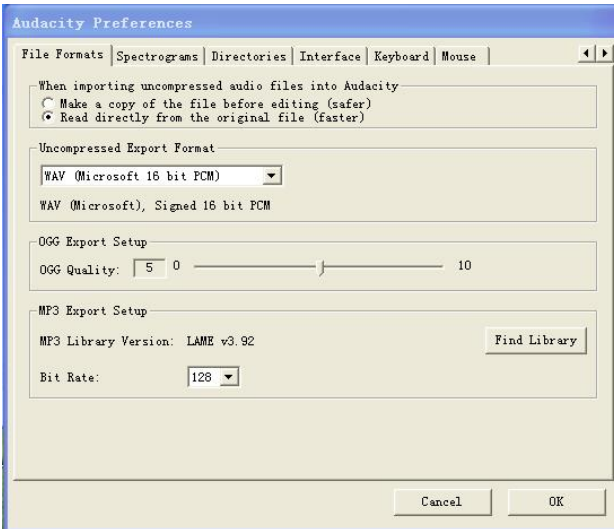 Audacity Preferences
File Formats Spectrograms Directories Interface Keyboard Mouse
When importing uncompressed audio files into Audacity
Make a copy of the file before editing (safer)
Read directly from the original file (faster)
Uncompressed Export Format
WAV (Microsoft 16 bit PCM)
WAV (Microsoft), Signed 16 bit PCM
OGG Export Setup
OGG Quality: 5 0 10
MP3 Export Setup
MP3 Library Version: LAME v3.92 Find Library
Bit Rate: 128
Cancel OK